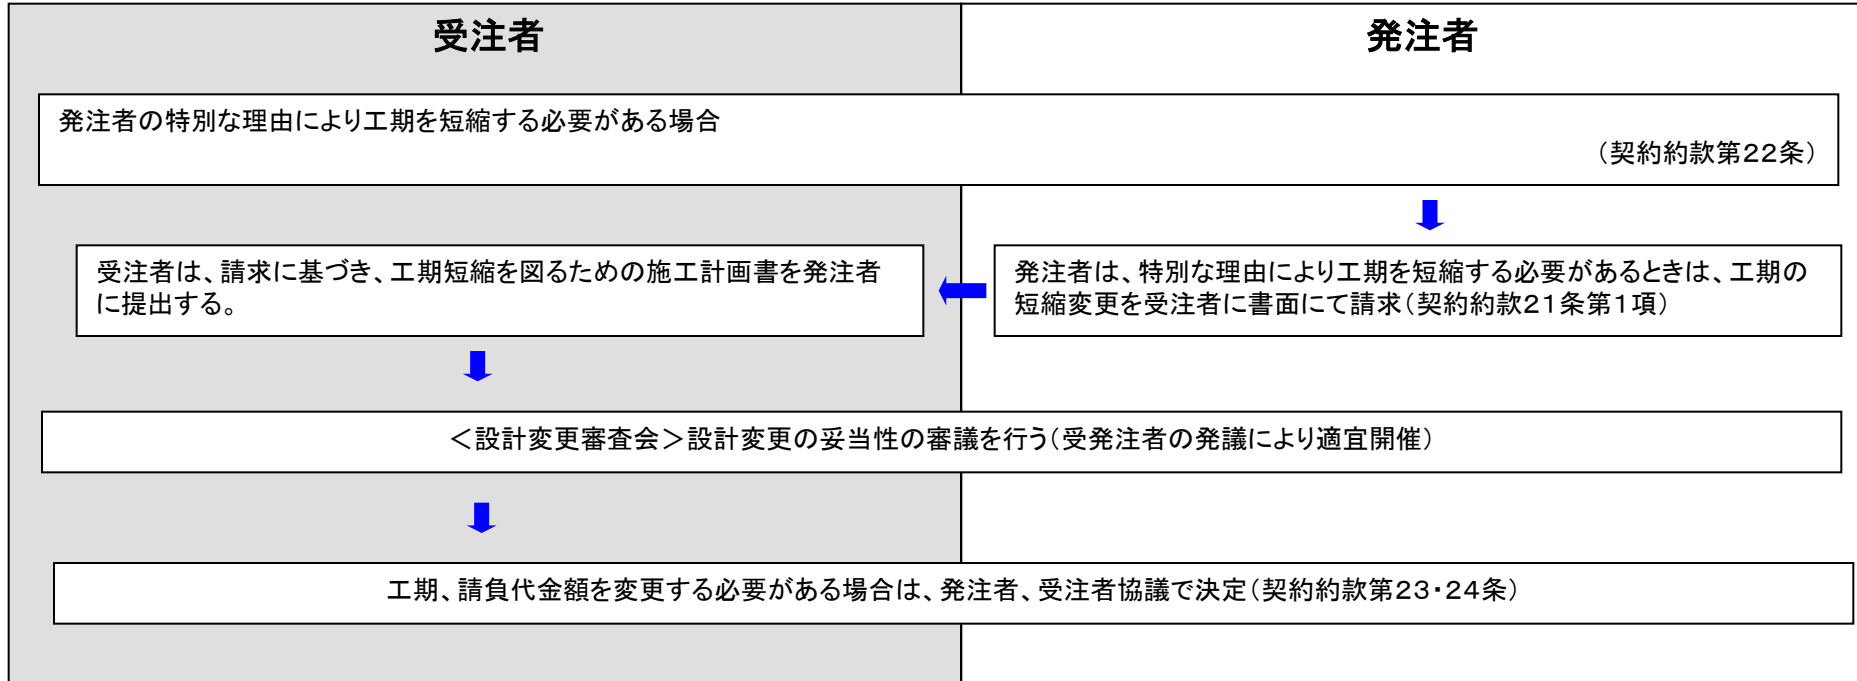 受注者
発注者
発注者の特別な理由により工期を短縮する必要がある場合
（契約約款第２２条）
発注者は、特別な理由により工期を短縮する必要があるときは、工期の
短縮変更を受注者に書面にて請求（契約約款２１条第１項）
受注者は、請求に基づき、工期短縮を図るための施工計画書を発注者
に提出する。
＜設計変更審査会＞設計変更の妥当性の審議を行う（受発注者の発議により適宜開催）
工期、請負代金額を変更する必要がある場合は、発注者、受注者協議で決定（契約約款第２３・２４条）